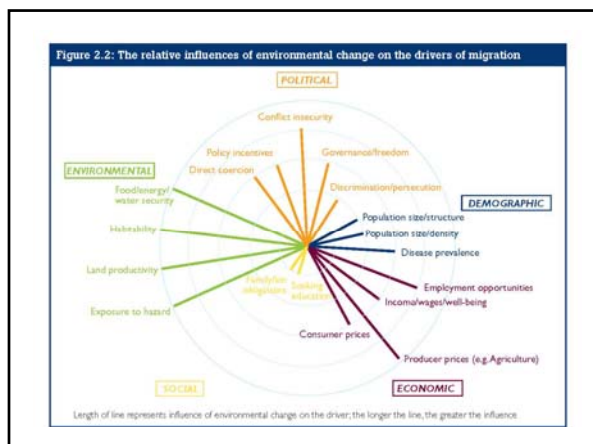 Figure 2.2: The relative influences of environmental change on the drivers of migration
POLITICAL
Conflict insecurity
Policy incentives
Governance/freedom
Direct coercion
ENVIRONMENTAL
Discrimination/persecution
Food/energy/
water security
DEMOGRAPHIC
Population size/structure
Habitability
Population size/density
Disease prevalence
Land productivity
Family/kin
obligations
Seeking
education
Employment opportunities
Income/wages/well-being
Exposure to hazard
Consumer prices
Producer prices (e.g. Agriculture)
SOCIAL
ECONOMIC
Length of line represents influence of environmental change on the driver; the longer the line, the greater the influence